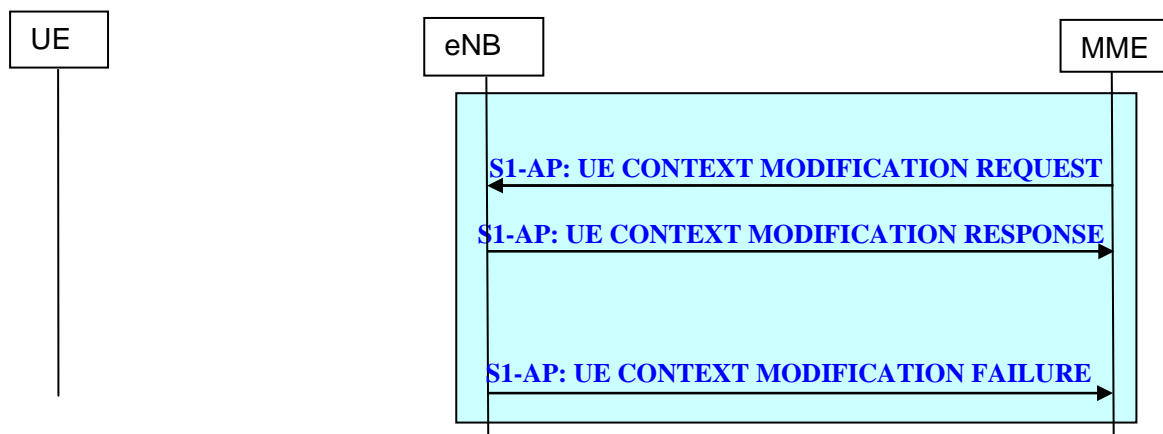 UE
eNB
MME
S1-AP: UE CONTEXT MODIFICATION REQUEST
S1-AP: UE CONTEXT MODIFICATION RESPONSE
S1-AP: UE CONTEXT MODIFICATION FAILURE